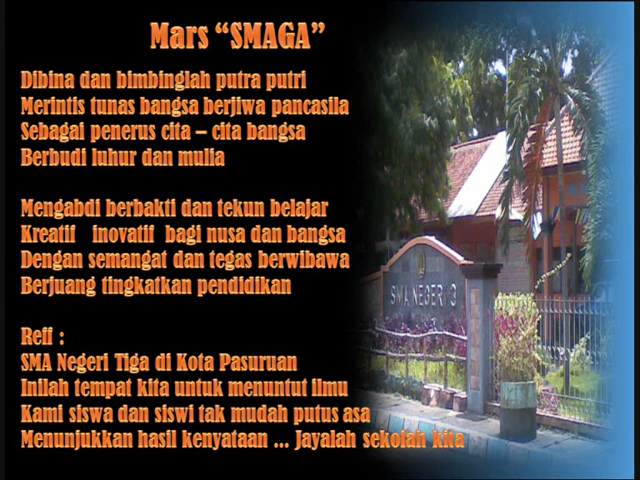 Mars “SMAGA”
Dibina dan bimbinglah putra putri
Merintis tunas bangsa berjiwa pancasila
Sebagai penerus cita – cita bangsa
Berbudi luhur dan mulia
Mengabdi berbakti dan tekun belajar
Kreatif inovatif bagi nusa dan bangsa
Dengan semangat dan tegas berwibawa
Berjuang tingkatkan pendidikan
Reff :
SMA Negeri Tiga di Kota Pasuruan
Inilah tempat kita untuk menuntut ilmu
Kami siswa dan siswi tak mudah putus asa
Menunjukkan hasil kenyataan ... Jayalah sekolah kita
SMA NEGERI 3